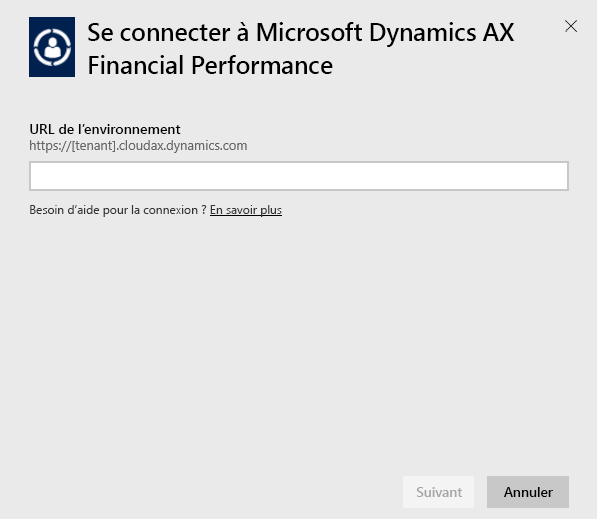 Se connecter à Microsoft Dynamics AX
Financial Performance
URL de l'environnement
https://[tenant].cloudax.dynamics.com
Besoin d'aide pour la connexion ? En savoir plus
Suivant
Annuler